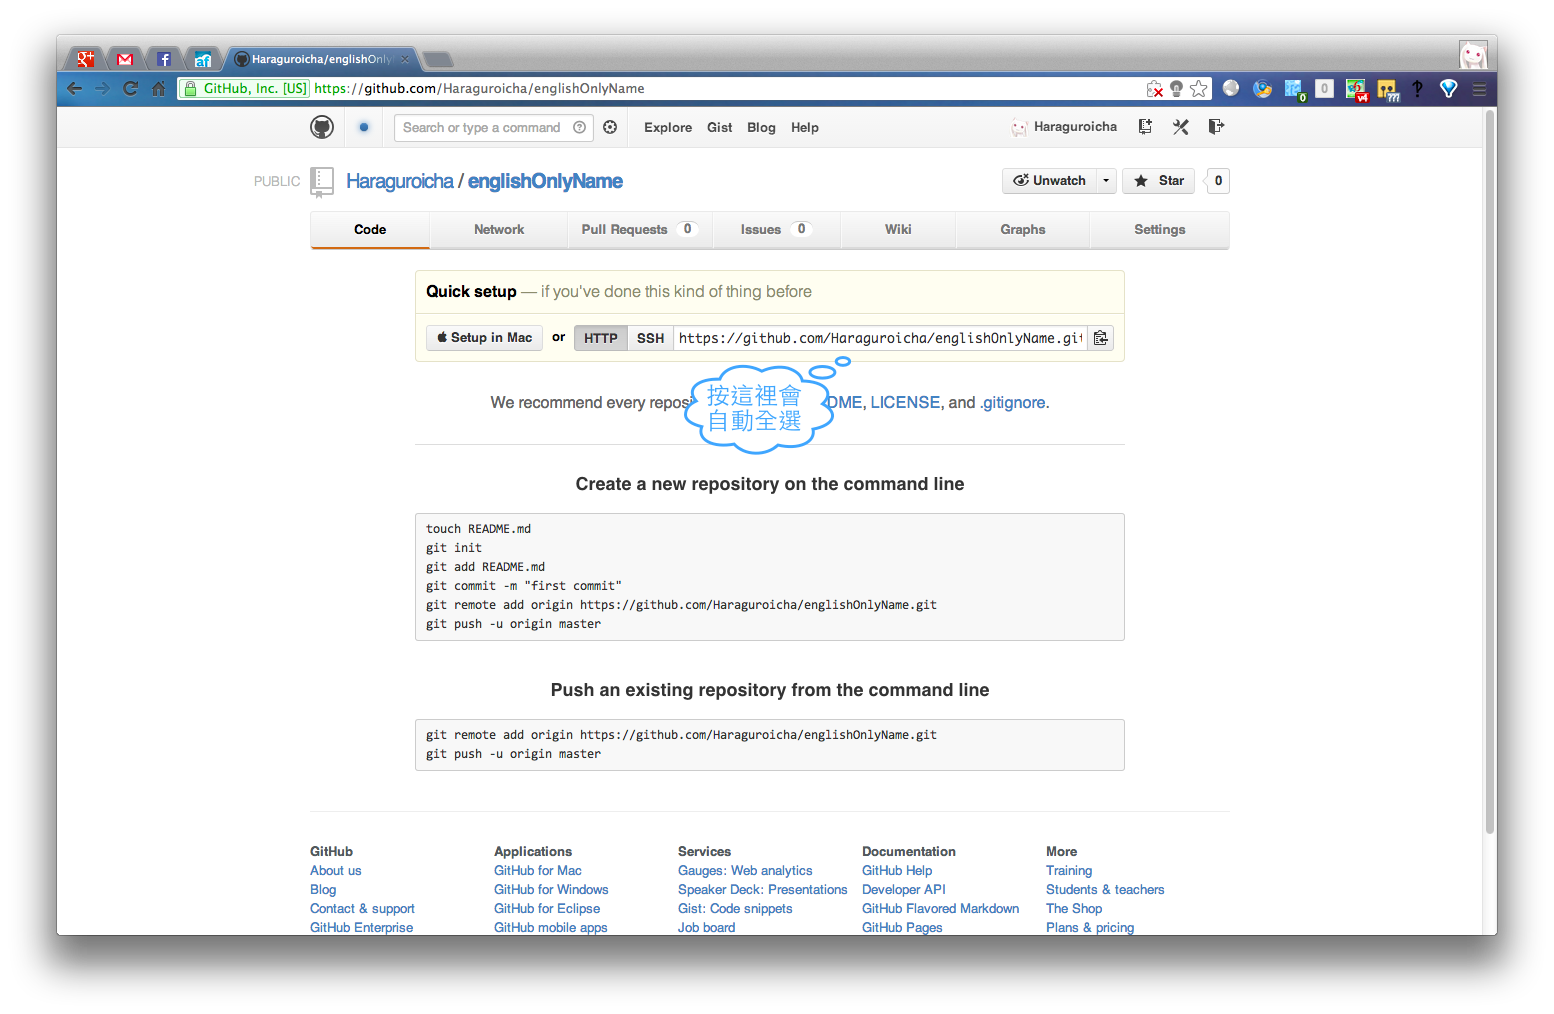 Haraguroicha/englishOnly
GitHub, Inc. [US] https://github.com/Haraguroicha/englishOnlyName
Search or type a command
Explore Gist Blog Help
Haraguroicha
PUBLIC Haraguroicha / englishOnlyName
Unwatch Star 0
Code Network Pull Requests 0 Issues 0 Wiki Graphs Settings
Quick setup — if you've done this kind of thing before
Setup in Mac or HTTP SSH https://github.com/Haraguroicha/englishOnlyName.git
按這裡會
自動全選
We recommend every LICENSE, and .gitignore.
Create a new repository on the command line
touch README.md
git init
git add README.md
git commit -m "first commit"
git remote add origin https://github.com/Haraguroicha/englishOnlyName.git
git push -u origin master
Push an existing repository from the command line
git remote add origin https://github.com/Haraguroicha/englishOnlyName.git
git push -u origin master
GitHub Applications Services Documentation More
About us GitHub for Mac Gauges: Web analytics GitHub Help Training
Blog GitHub for Windows Speaker Deck: Presentations Developer API Students & teachers
Contact & support GitHub for Eclipse Gist: Code snippets GitHub Flavored Markdown The Shop
GitHub Enterprise GitHub mobile apps Job board GitHub Pages Plans & pricing